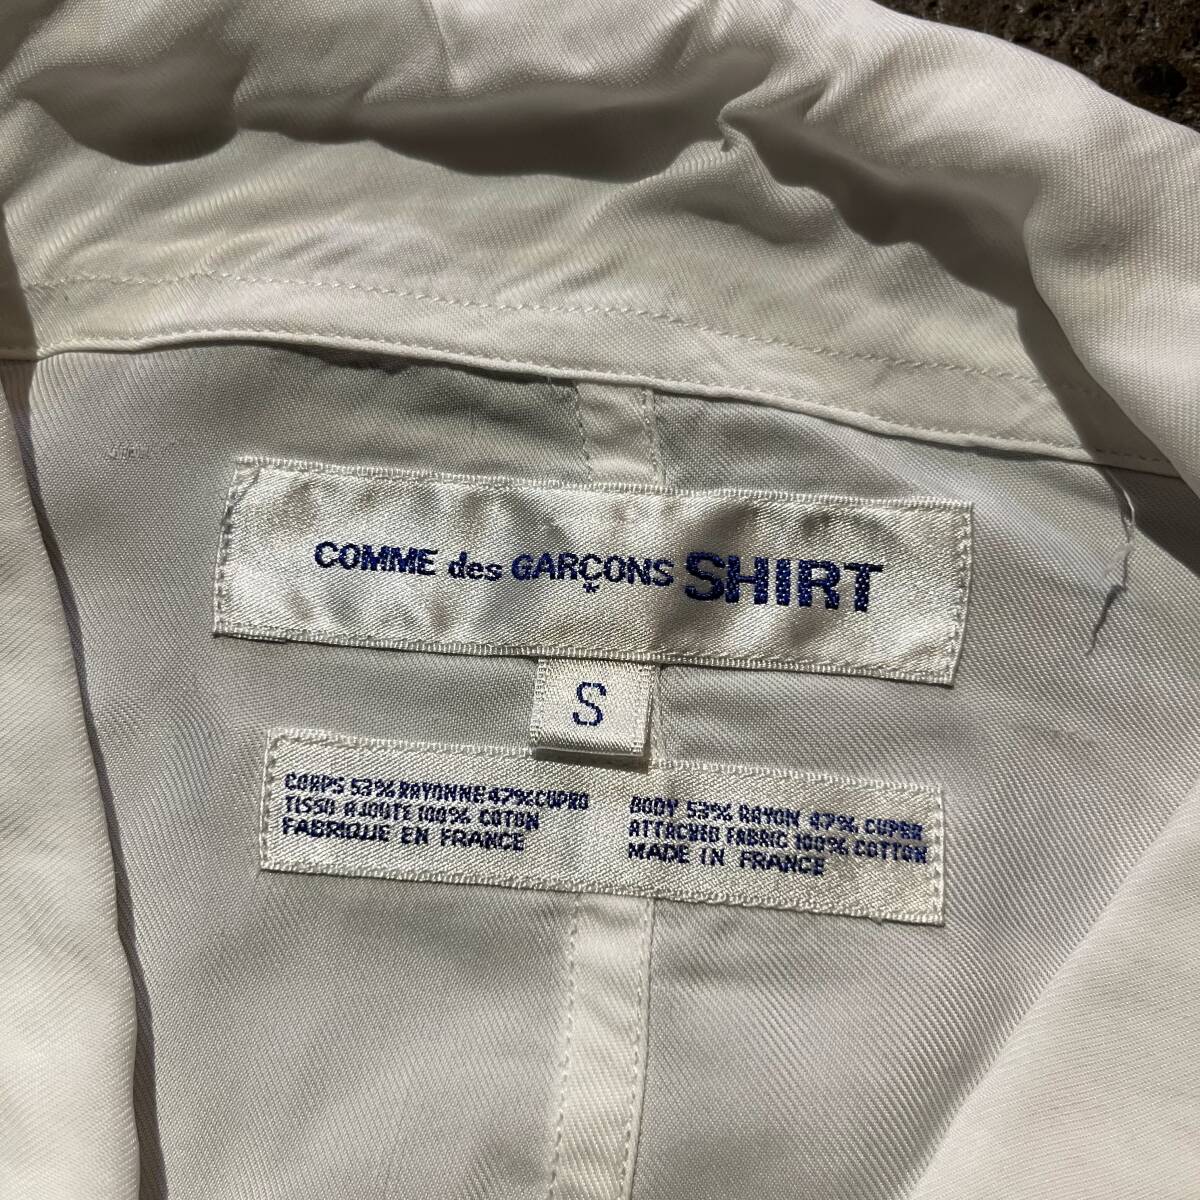 COMME des GARÇONS SHIRT
*
S
CORPS 53% RAYONNE 47% CUPRO
TISSO AJOUTE 100% COTON
FABRIQUE EN FRANCE
BODY 53% RAYON 47% CUPRO
ATTACHED FABRIC 100% COTTON
MADE IN FRANCE